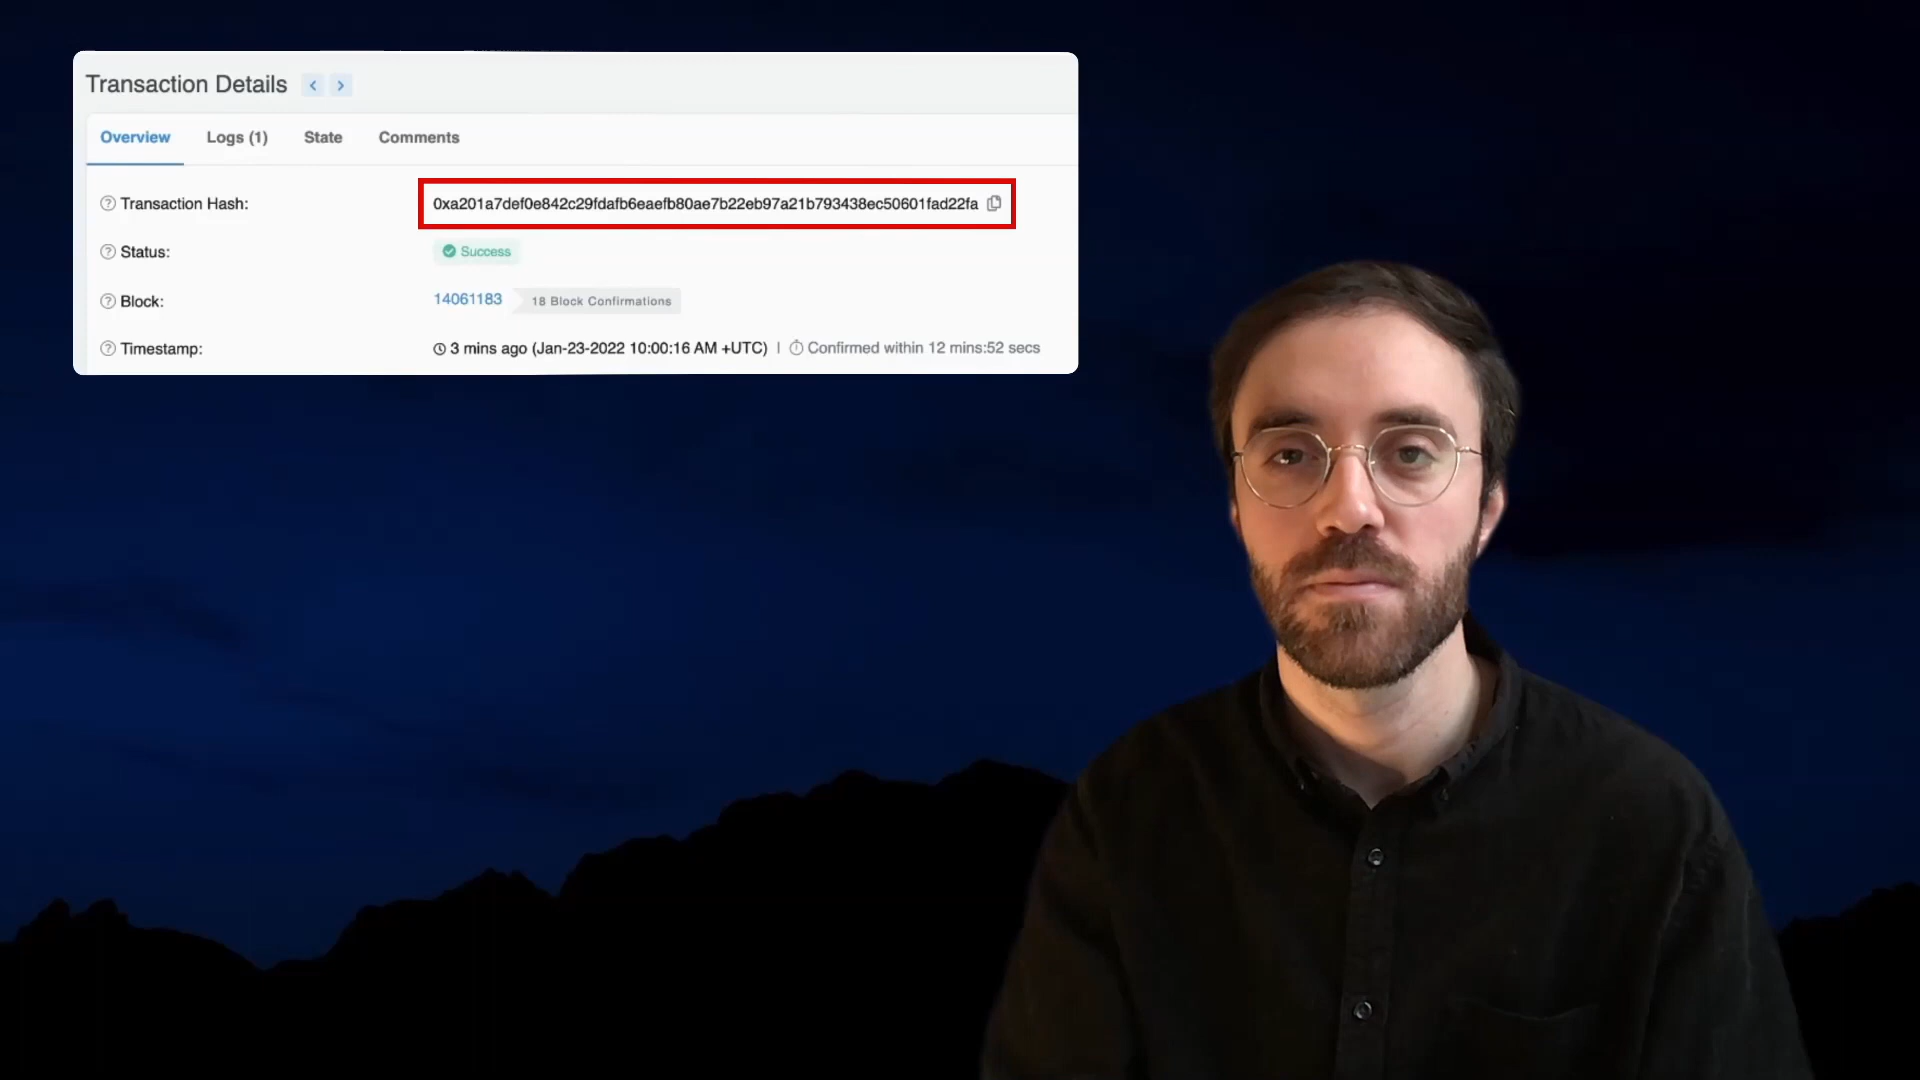 Transaction Details
Overview Logs (1) State Comments
Transaction Hash: 0xa201a7def0e842c29fdafb6eaefb80ae7b22eb97a21b793438ec50601fad22fa
Status: Success
Block: 14061183 18 Block Confirmations
Timestamp: 3 mins ago (Jan-23-2022 10:00:16 AM +UTC) | Confirmed within 12 mins:52 secs